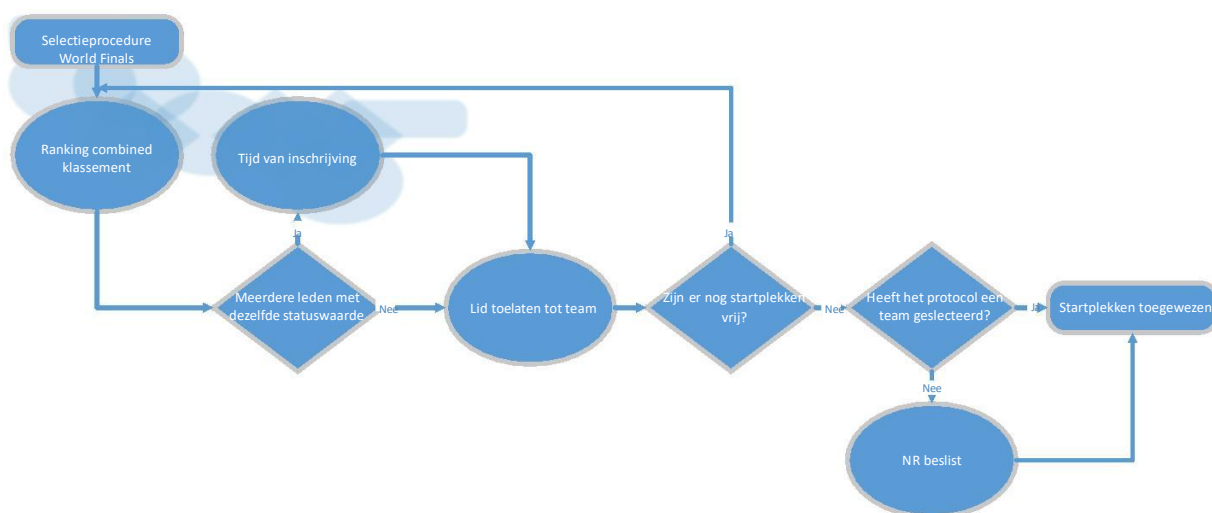 Selectieprocedure
World Finals
Ranking combined
klassement
Tijd van inschrijving
Ja
Meerdere leden met
dezelfde statuswaarde
Nee
Lid toelaten tot team
Ja
Zijn er nog startplekken
vrij?
Nee
Heeft het protocol een
team geslecteerd?
Ja
Startplekken toegewezen
Nee
NR beslist